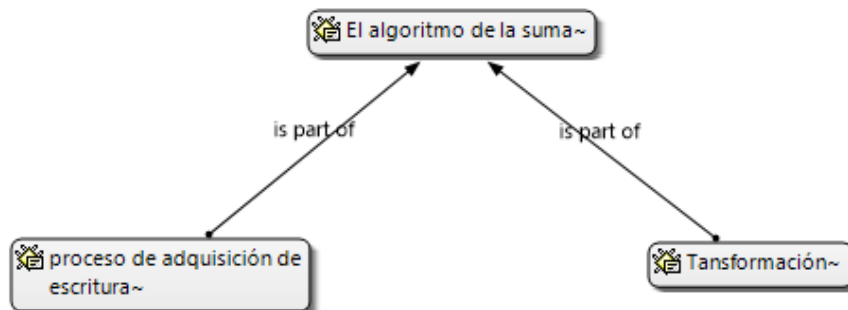 El algoritmo de la suma~
is part of
is part of
proceso de adquisición de
escritura~
Tansformación~